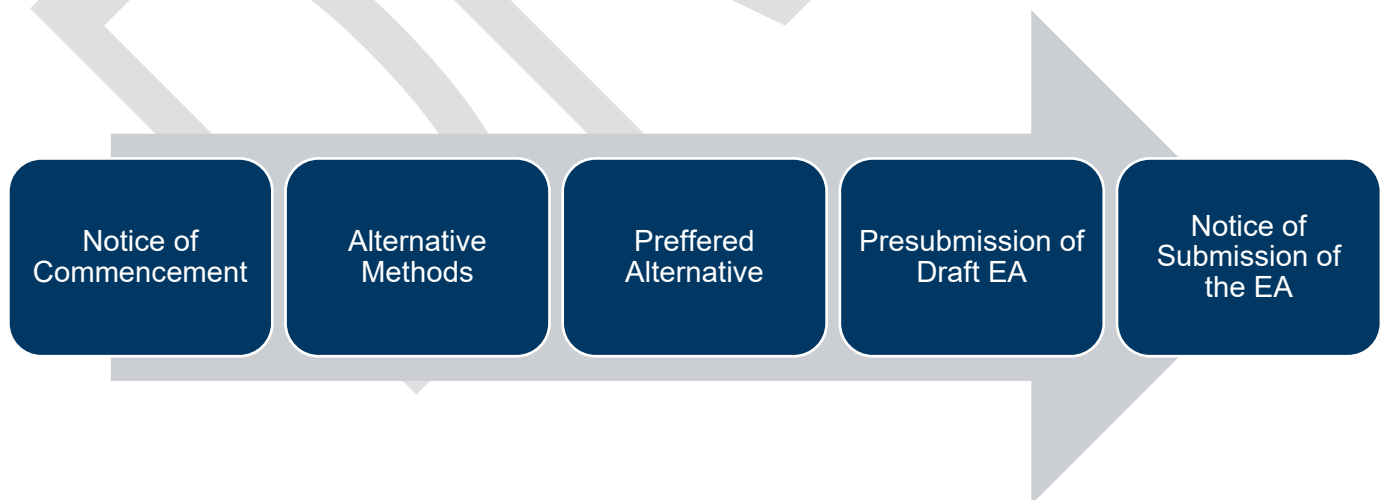 Notice of
Commencement
Alternative
Methods
Preffered
Alternative
Presubmission of
Draft EA
Notice of
Submission of
the EA